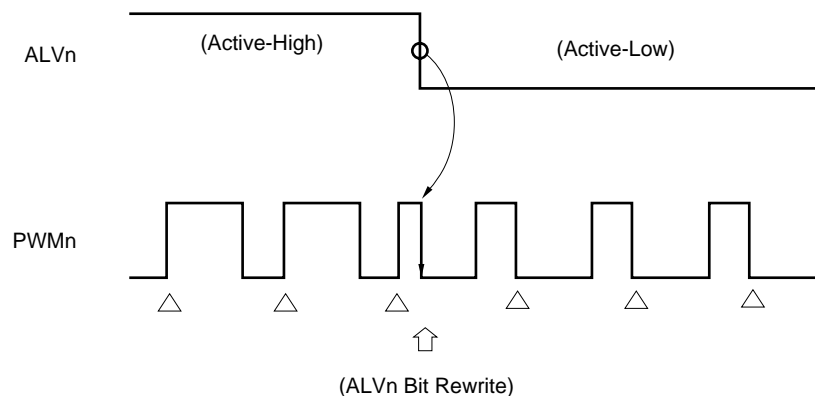 (Active-High)
ALVn
(Active-Low)
PWMn
(ALVn Bit Rewrite)